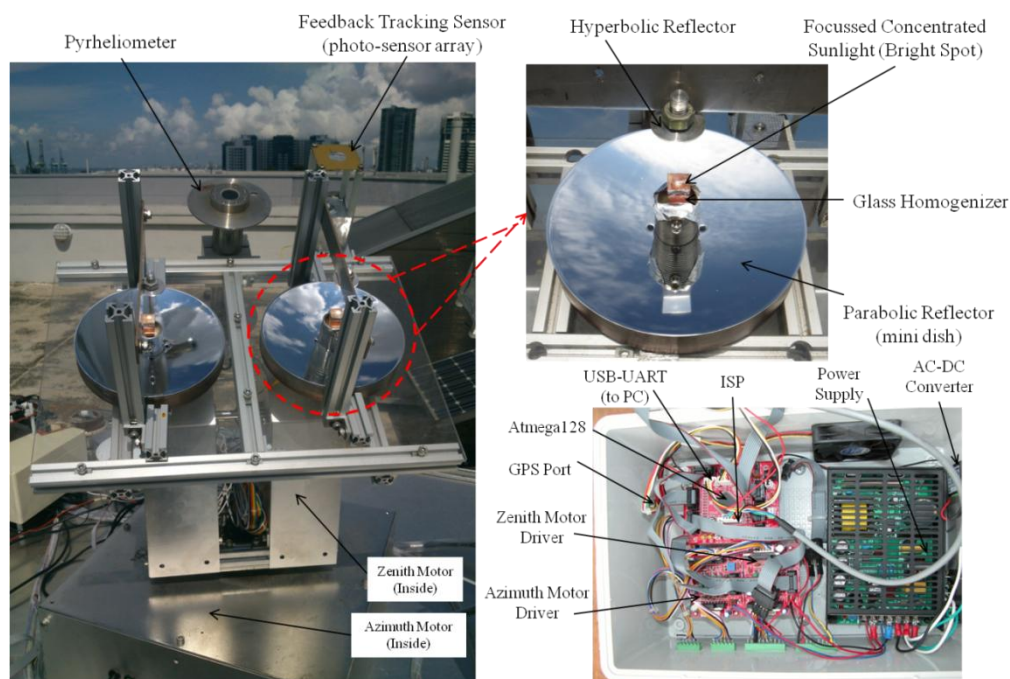 Pyrheliometer
Feedback Tracking Sensor
(photo-sensor array)
Hyperbolic Reflector
Focussed Concentrated
Sunlight (Bright Spot)
Glass Homogenizer
Parabolic Reflector
(mini dish)
USB-UART
(to PC)
ISP
Power
Supply
AC-DC
Converter
Atmega128
GPS Port
Zenith Motor
Driver
Azimuth Motor
Driver
Zenith Motor
(Inside)
Azimuth Motor
(Inside)